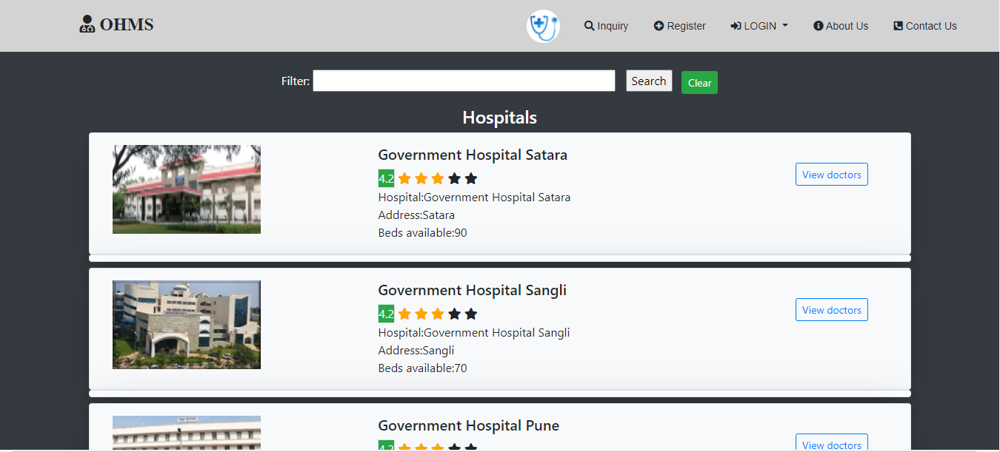 OHMS
Inquiry
Register
LOGIN
About Us
Contact Us
Filter:
Search
Clear
Hospitals
Government Hospital Satara
4.2
Hospital:Government Hospital Satara
Address:Satara
Beds available:90
View doctors
Government Hospital Sangli
4.2
Hospital:Government Hospital Sangli
Address:Sangli
Beds available:70
View doctors
Government Hospital Pune
4.2
View doctors